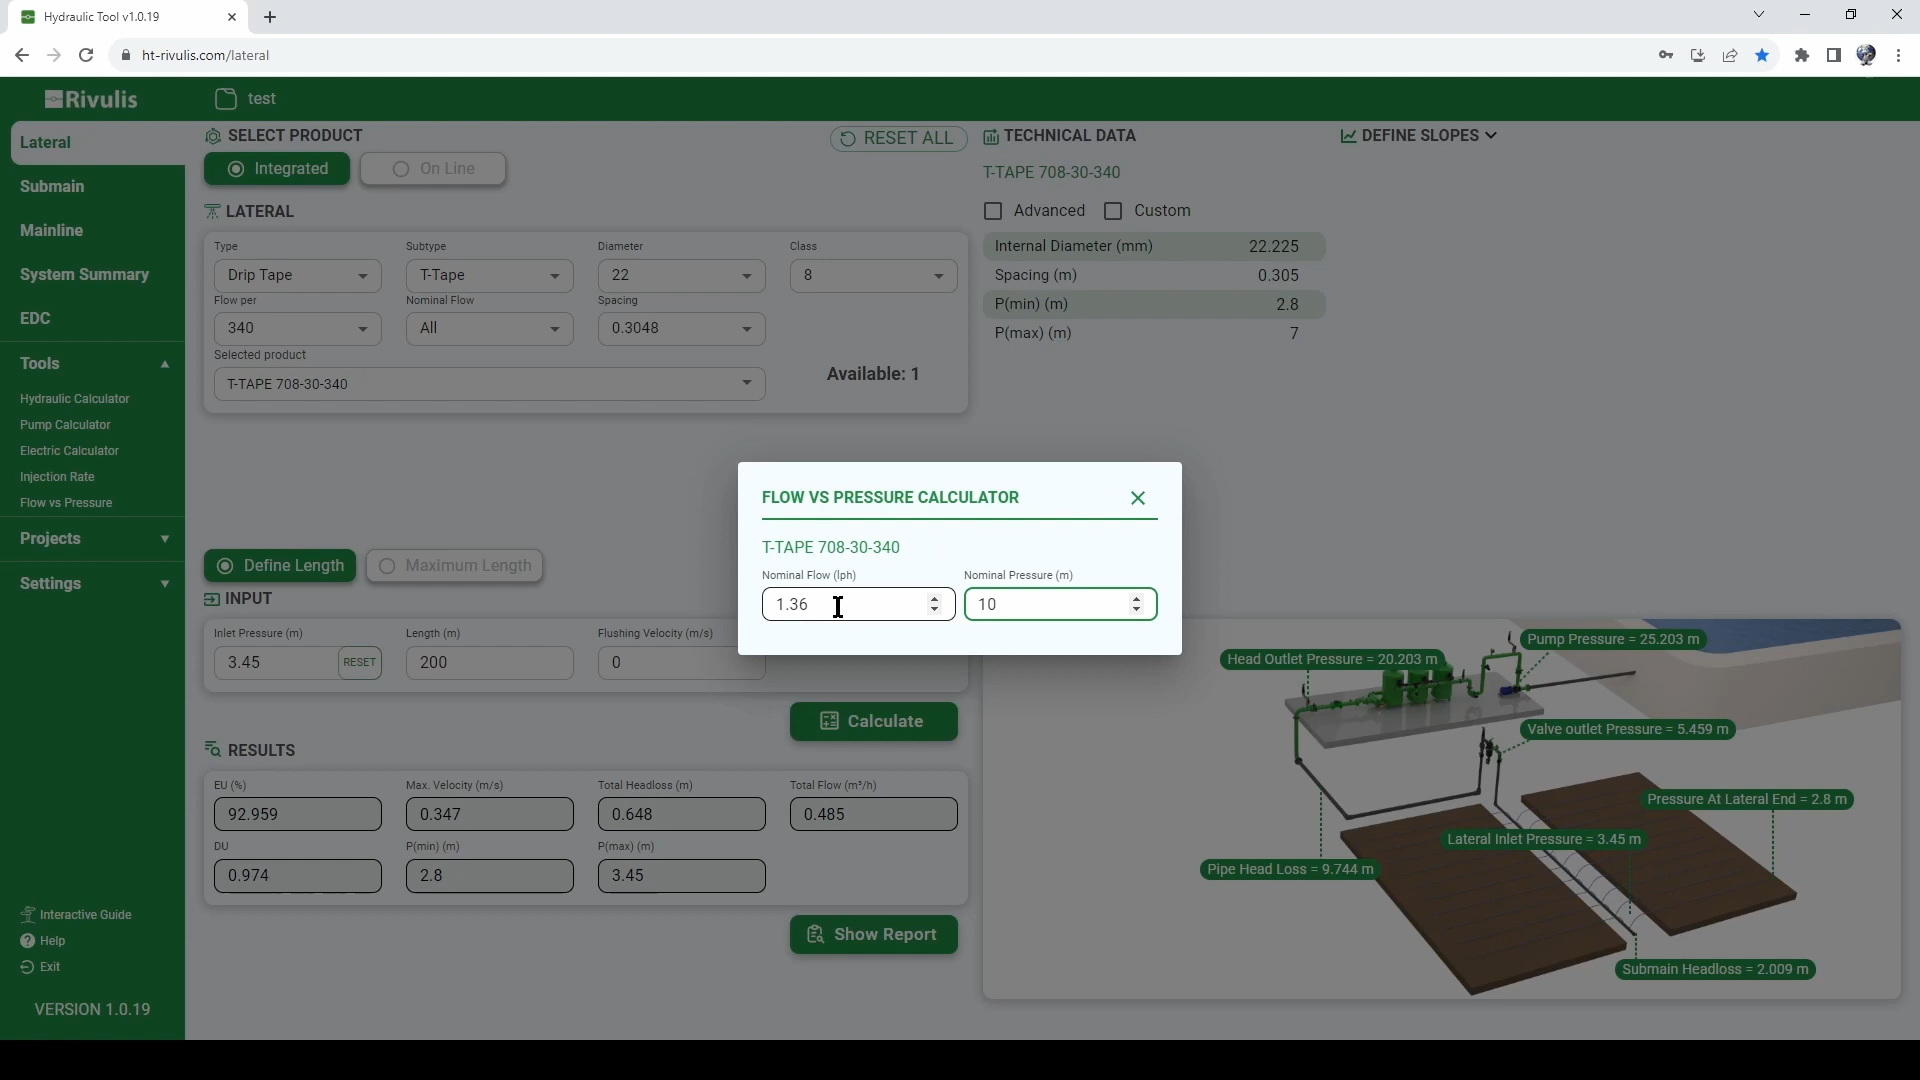 Hydraulic Tool v1.0.19
ht-rivulis.com/lateral
Rivulis
test
Lateral
Submain
Mainline
System Summary
EDC
Tools
Hydraulic Calculator
Pump Calculator
Electric Calculator
Injection Rate
Flow vs Pressure
Projects
Settings
Interactive Guide
Help
Exit
VERSION 1.0.19
SELECT PRODUCT
RESET ALL
Integrated
On Line
LATERAL
Type
Subtype
Diameter
Class
Drip Tape
T-Tape
22
8
Flow per
Nominal Flow
Spacing
340
All
0.3048
Selected product
T-TAPE 708-30-340
Available: 1
TECHNICAL DATA
T-TAPE 708-30-340
Advanced
Custom
Internal Diameter (mm) 22.225
Spacing (m) 0.305
P(min) (m) 2.8
P(max) (m) 7
DEFINE SLOPES
FLOW VS PRESSURE CALCULATOR
T-TAPE 708-30-340
Nominal Flow (lph)
Nominal Pressure (m)
1.36
10
Define Length
Maximum Length
INPUT
Inlet Pressure (m)
Length (m)
Flushing Velocity (m/s)
3.45
RESET
200
0
Calculate
RESULTS
EU (%)
Max. Velocity (m/s)
Total Headloss (m)
Total Flow (m³/h)
92.959
0.347
0.648
0.485
DU
P(min) (m)
P(max) (m)
0.974
2.8
3.45
Show Report
Pump Pressure = 25.203 m
Head Outlet Pressure = 20.203 m
Valve outlet Pressure = 5.459 m
Pressure At Lateral End = 2.8 m
Lateral Inlet Pressure = 3.45 m
Pipe Head Loss = 9.744 m
Submain Headloss = 2.009 m